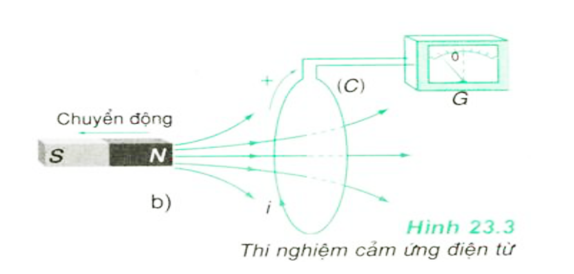 0
+
(C)
G
Chuyển động
S N
b)
i
Hình 23.3
Thí nghiệm cảm ứng điện từ